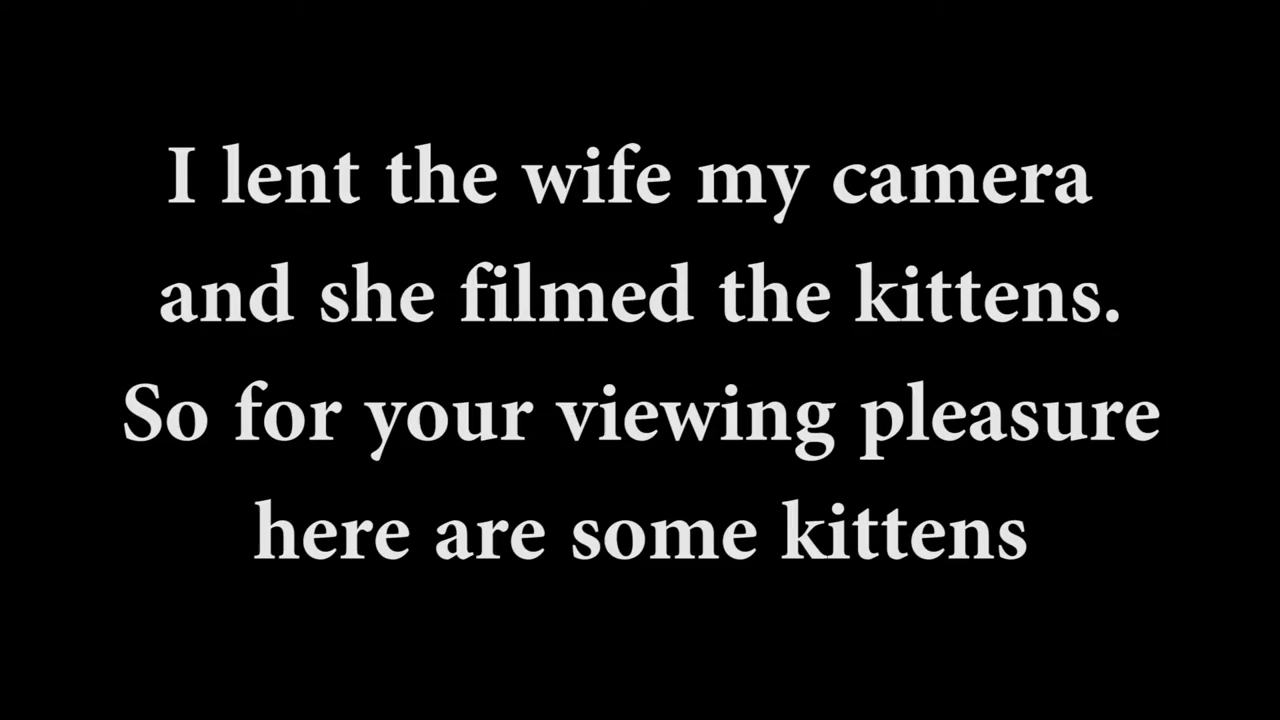 I lent the wife my camera
and she filmed the kittens.
So for your viewing pleasure
here are some kittens